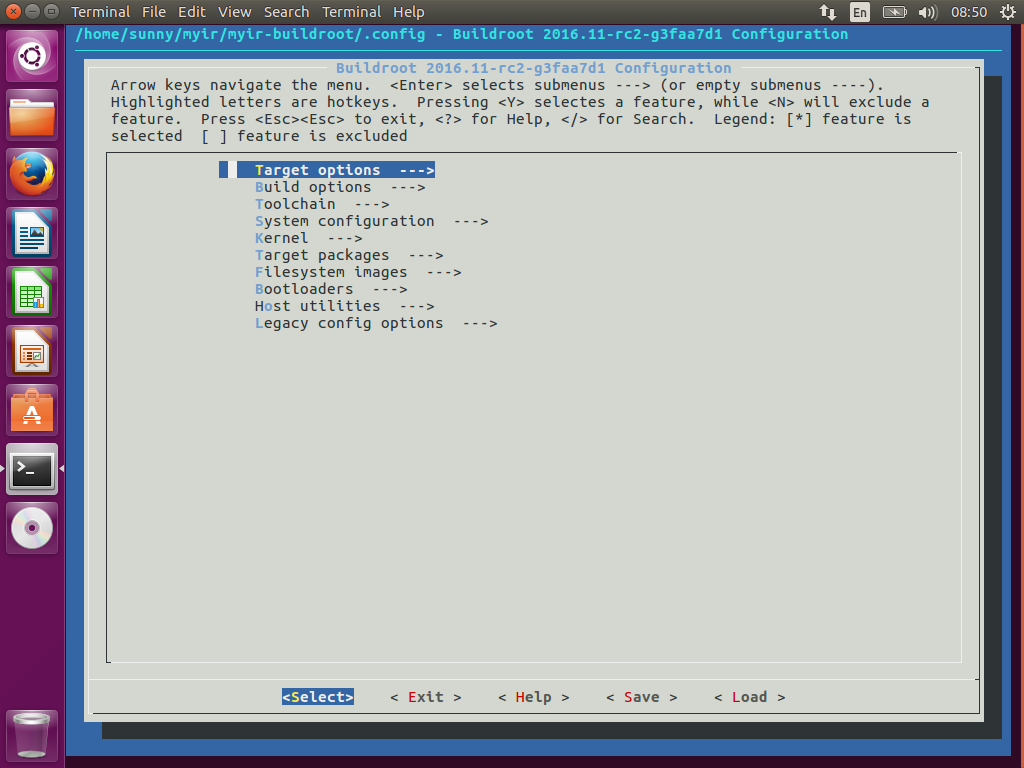 Terminal File Edit View Search Terminal Help En 08:50
/home/sunny/myir/myir-buildroot/.config - Buildroot 2016.11-rc2-g3faa7d1 Configuration
Buildroot 2016.11-rc2-g3faa7d1 Configuration
Arrow keys navigate the menu.  <Enter> selects submenus ---> (or empty submenus ----).
Highlighted letters are hotkeys.  Pressing <Y> selectes a feature, while <N> will exclude a
feature.  Press <Esc><Esc> to exit, <?> for Help, </> for Search.  Legend: [*] feature is
selected  [ ] feature is excluded
Target options  --->
Build options  --->
Toolchain  --->
System configuration  --->
Kernel  --->
Target packages  --->
Filesystem images  --->
Bootloaders  --->
Host utilities  --->
Legacy config options  --->
<Select>    < Exit >    < Help >    < Save >    < Load >